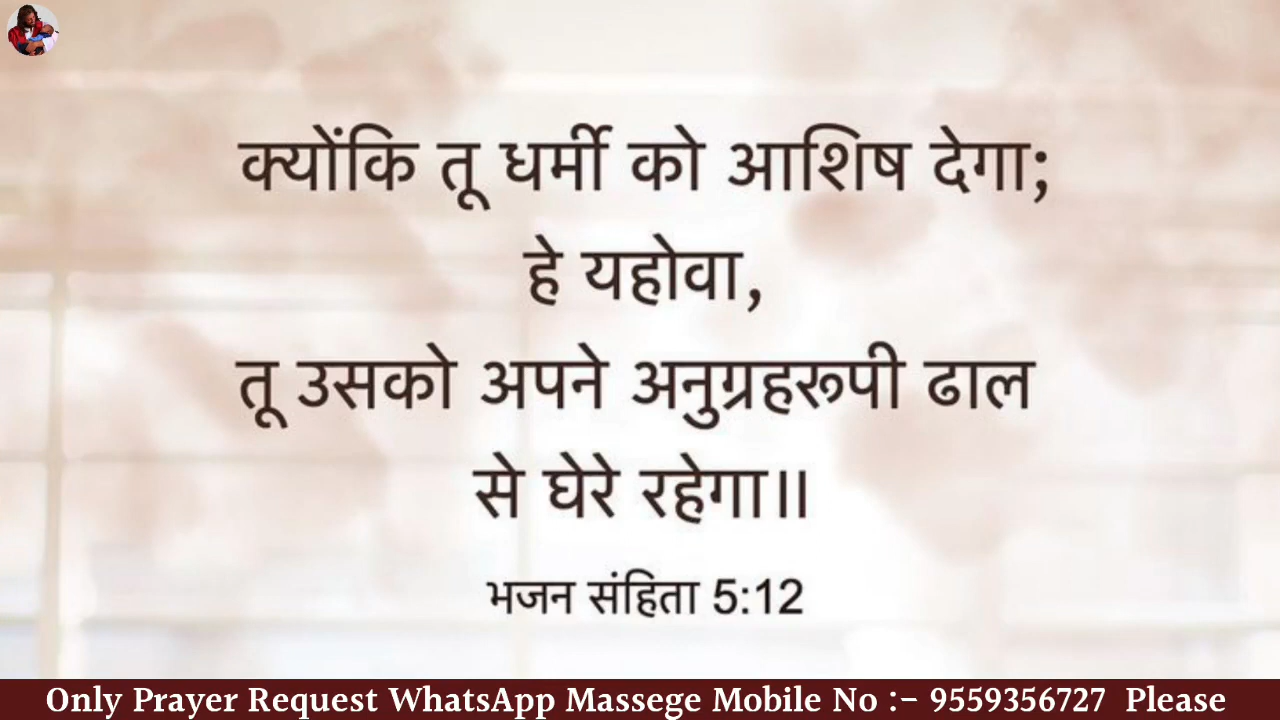 क्योंकि तू धर्मी को आशिष देगा;
हे यहोवा,
तू उसको अपने अनुग्रहरूपी ढाल
से घेरे रहेगा॥
भजन संहिता 5:12
Only Prayer Request WhatsApp Massege Mobile No :- 9559356727 Please